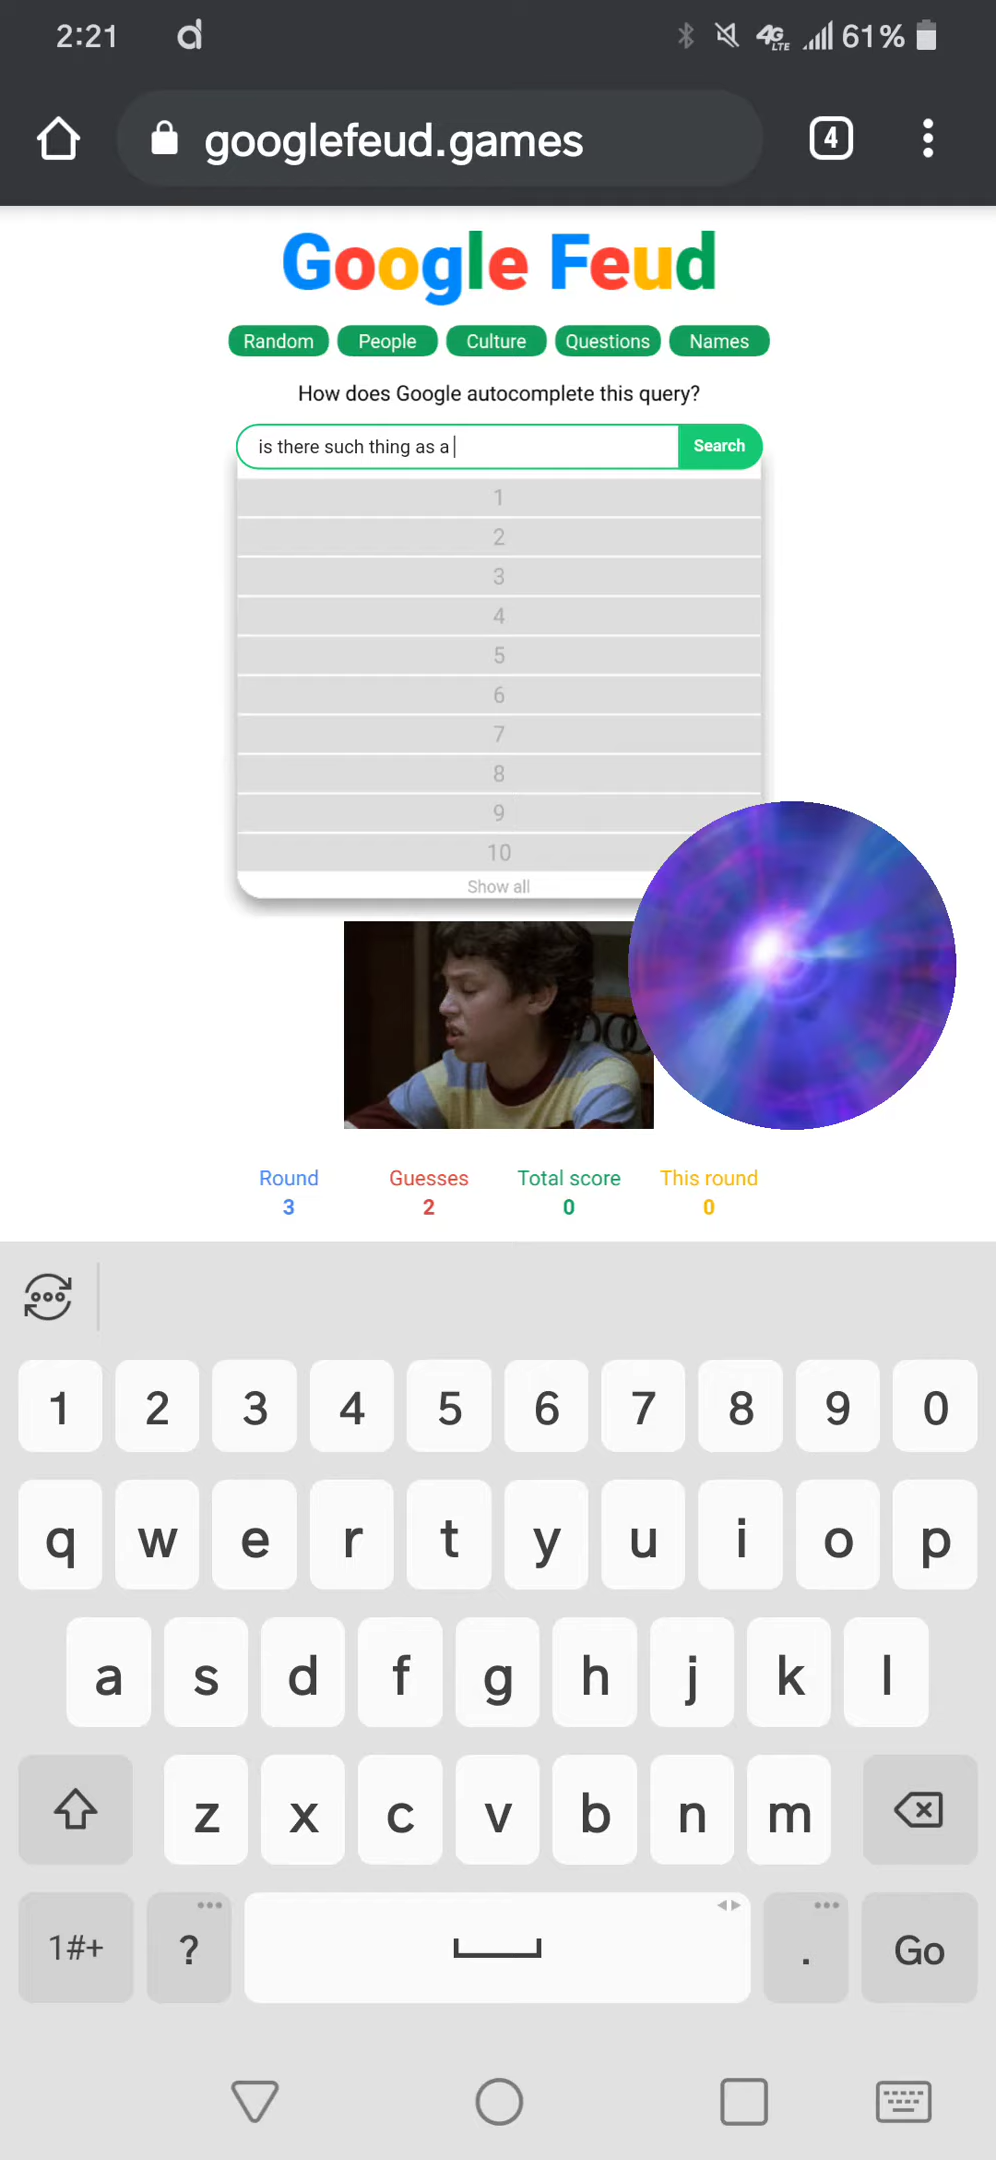 2:21 4G LTE 61%
googlefeud.games 4
Google Feud
Random People Culture Questions Names
How does Google autocomplete this query?
is there such thing as a Search
1
2
3
4
5
6
7
8
9
10
Show all
Round Guesses Total score This round
3 2 0 0
1 2 3 4 5 6 7 8 9 0
q w e r t y u i o p
a s d f g h j k l
z x c v b n m
1#+ ? . Go